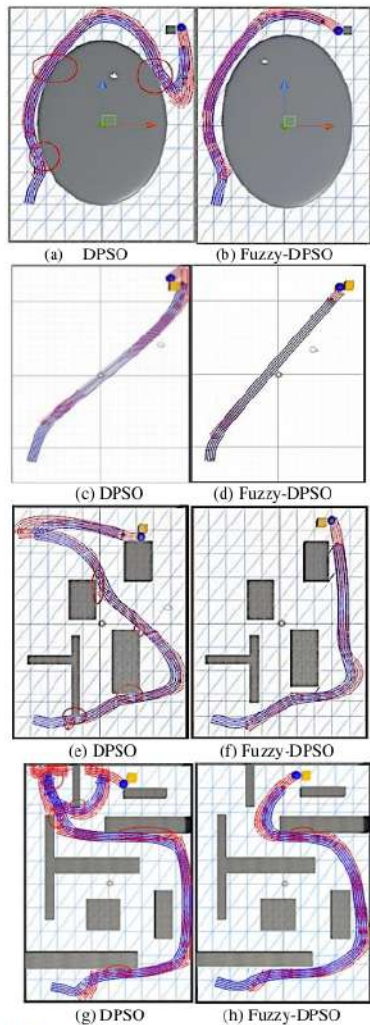 (a) DPSO (b) Fuzzy-DPSO
(c) DPSO (d) Fuzzy-DPSO
(e) DPSO (f) Fuzzy-DPSO
(g) DPSO (h) Fuzzy-DPSO